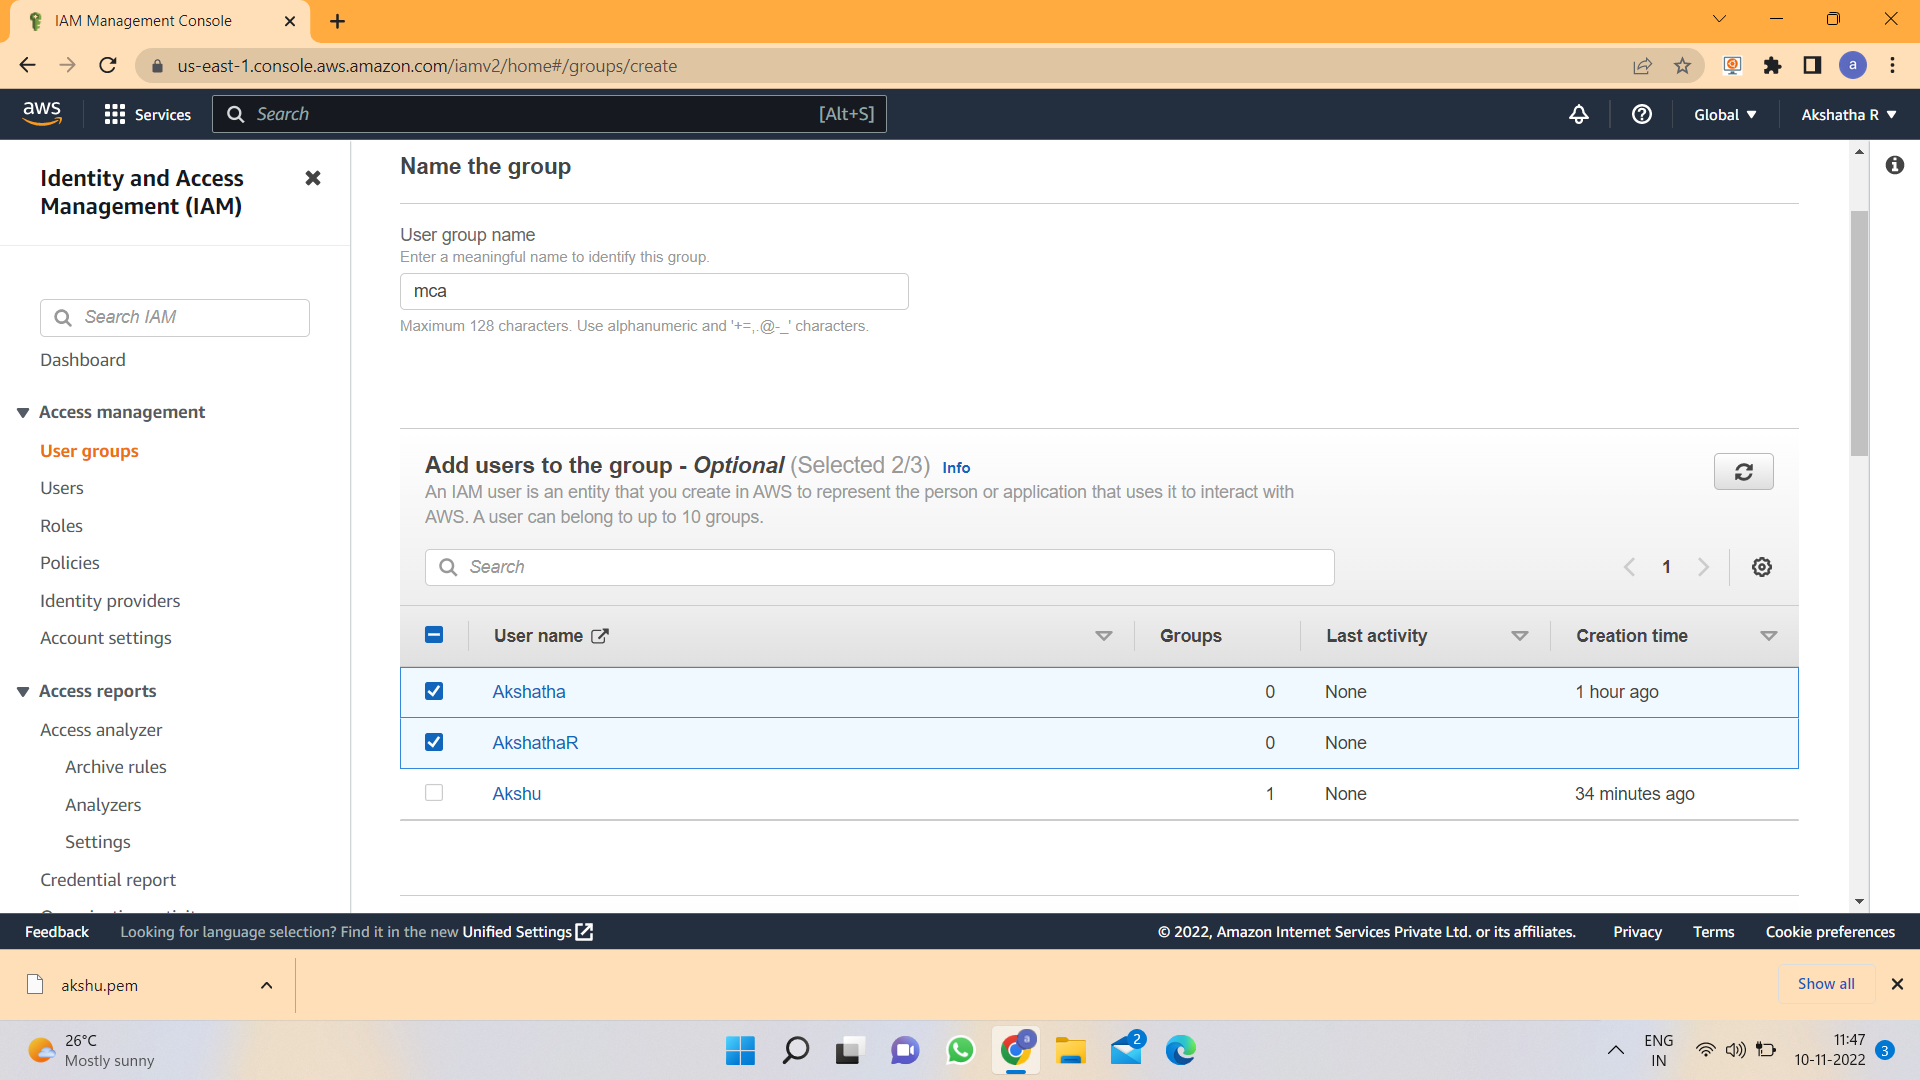 IAM Management Console
us-east-1.console.aws.amazon.com/iamv2/home#/groups/create
a
aws
Services
Search
[Alt+S]
Global
Akshatha R
Identity and Access
Management (IAM)
Search IAM
Dashboard
Access management
User groups
Users
Roles
Policies
Identity providers
Account settings
Access reports
Access analyzer
Archive rules
Analyzers
Settings
Credential report
Name the group
User group name
Enter a meaningful name to identify this group.
mca
Maximum 128 characters. Use alphanumeric and '+=,.@-_' characters.
Add users to the group - Optional (Selected 2/3) Info
An IAM user is an entity that you create in AWS to represent the person or application that uses it to interact with
AWS. A user can belong to up to 10 groups.
Search
1
User name Groups Last activity Creation time
Akshatha 0 None 1 hour ago
AkshathaR 0 None
Akshu 1 None 34 minutes ago
Feedback Looking for language selection? Find it in the new Unified Settings
© 2022, Amazon Internet Services Private Ltd. or its affiliates. Privacy Terms Cookie preferences
akshu.pem
Show all
26°C
Mostly sunny
a
2
ENG
IN
11:47
10-11-2022
3